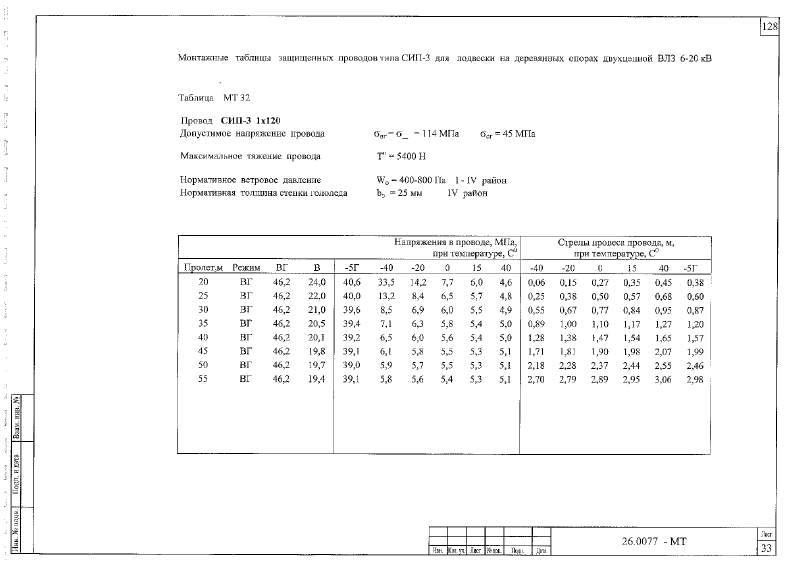 128
Монтажные таблицы защищенных проводов типа СИП-3 для подвески на деревянных опорах двухцепной ВЛЗ 6-20 кВ
Таблица МТ 32
Провод СИП-3 1х120
Допустимое напряжение провода σвг = σ_ = 114 МПа σсг = 45 МПа
Максимальное тяжение провода Т" = 5400 Н
Нормативное ветровое давление W₀ = 400-800 Па I - IV район
Нормативная толщина стенки гололеда bэ = 25 мм IV район
Напряжения в проводе, МПа, при температуре, С⁰ Стрелы провеса провода, м, при температуре, С⁰
Пролет,м Режим ВГ В -5Г -40 -20 0 15 40 -40 -20 0 15 40 -5Г
20 ВГ 46,2 24,0 40,6 33,5 14,2 7,7 6,0 4,6 0,06 0,15 0,27 0,35 0,45 0,38
25 ВГ 46,2 22,0 40,0 13,2 8,4 6,5 5,7 4,8 0,25 0,38 0,50 0,57 0,68 0,60
30 ВГ 46,2 21,0 39,6 8,5 6,9 6,0 5,5 4,9 0,55 0,67 0,77 0,84 0,95 0,87
35 ВГ 46,2 20,5 39,4 7,1 6,3 5,8 5,4 5,0 0,89 1,00 1,10 1,17 1,27 1,20
40 ВГ 46,2 20,1 39,2 6,5 6,0 5,6 5,4 5,0 1,28 1,38 1,47 1,54 1,65 1,57
45 ВГ 46,2 19,8 39,1 6,1 5,8 5,5 5,3 5,1 1,71 1,81 1,90 1,98 2,07 1,99
50 ВГ 46,2 19,7 39,0 5,9 5,7 5,5 5,3 5,1 2,18 2,28 2,37 2,44 2,55 2,46
55 ВГ 46,2 19,4 39,1 5,8 5,6 5,4 5,3 5,1 2,70 2,79 2,89 2,95 3,06 2,98
Взам. инв. №
Подп. и дата
Инв. № подл
Изм. Кол.уч. Лист №док. Подп. Дата
26.0077 - МТ
Лист
33